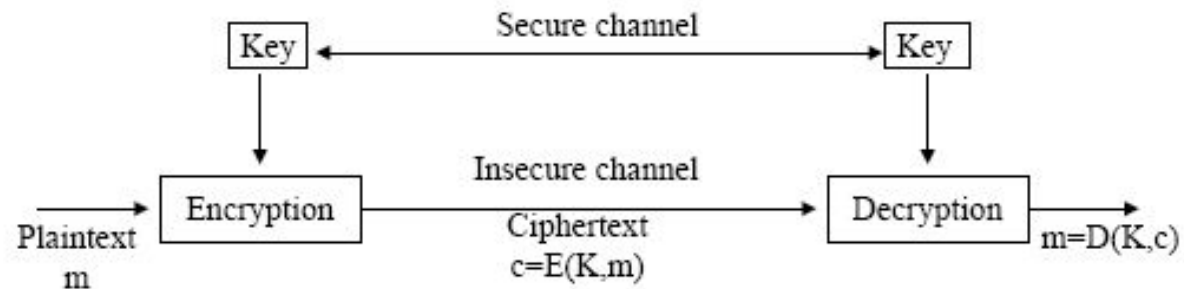 Secure channel
Key
Key
Insecure channel
Encryption
Decryption
Plaintext
m
Ciphertext
c=E(K,m)
m=D(K,c)